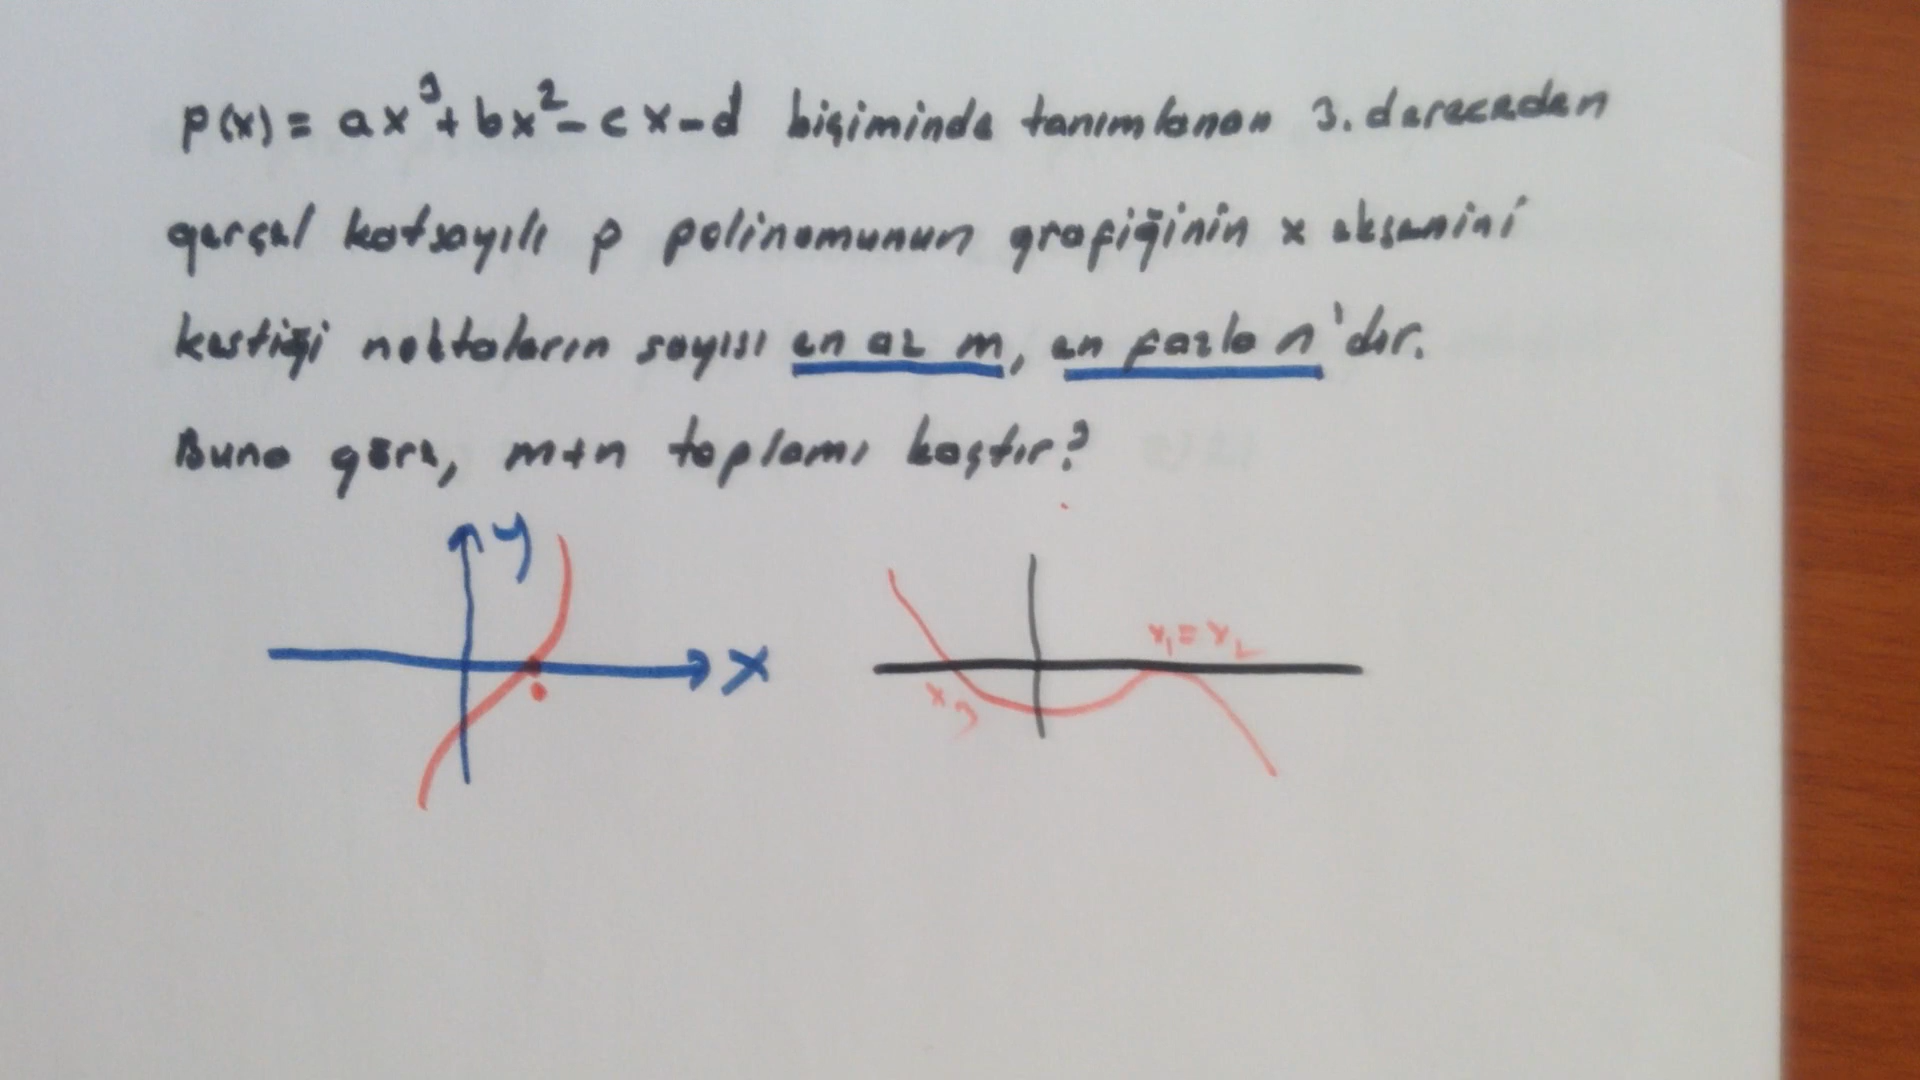 P(x) = ax³ + bx² - cx - d biçiminde tanımlanan 3. dereceden
gerçel katsayılı p polinomunun grafiğinin x eksenini
kestiği noktaların sayısı en az m, en fazla n'dır.
Buna göre, m+n toplamı kaçtır?
y
x
x₁ = x₂
x₃